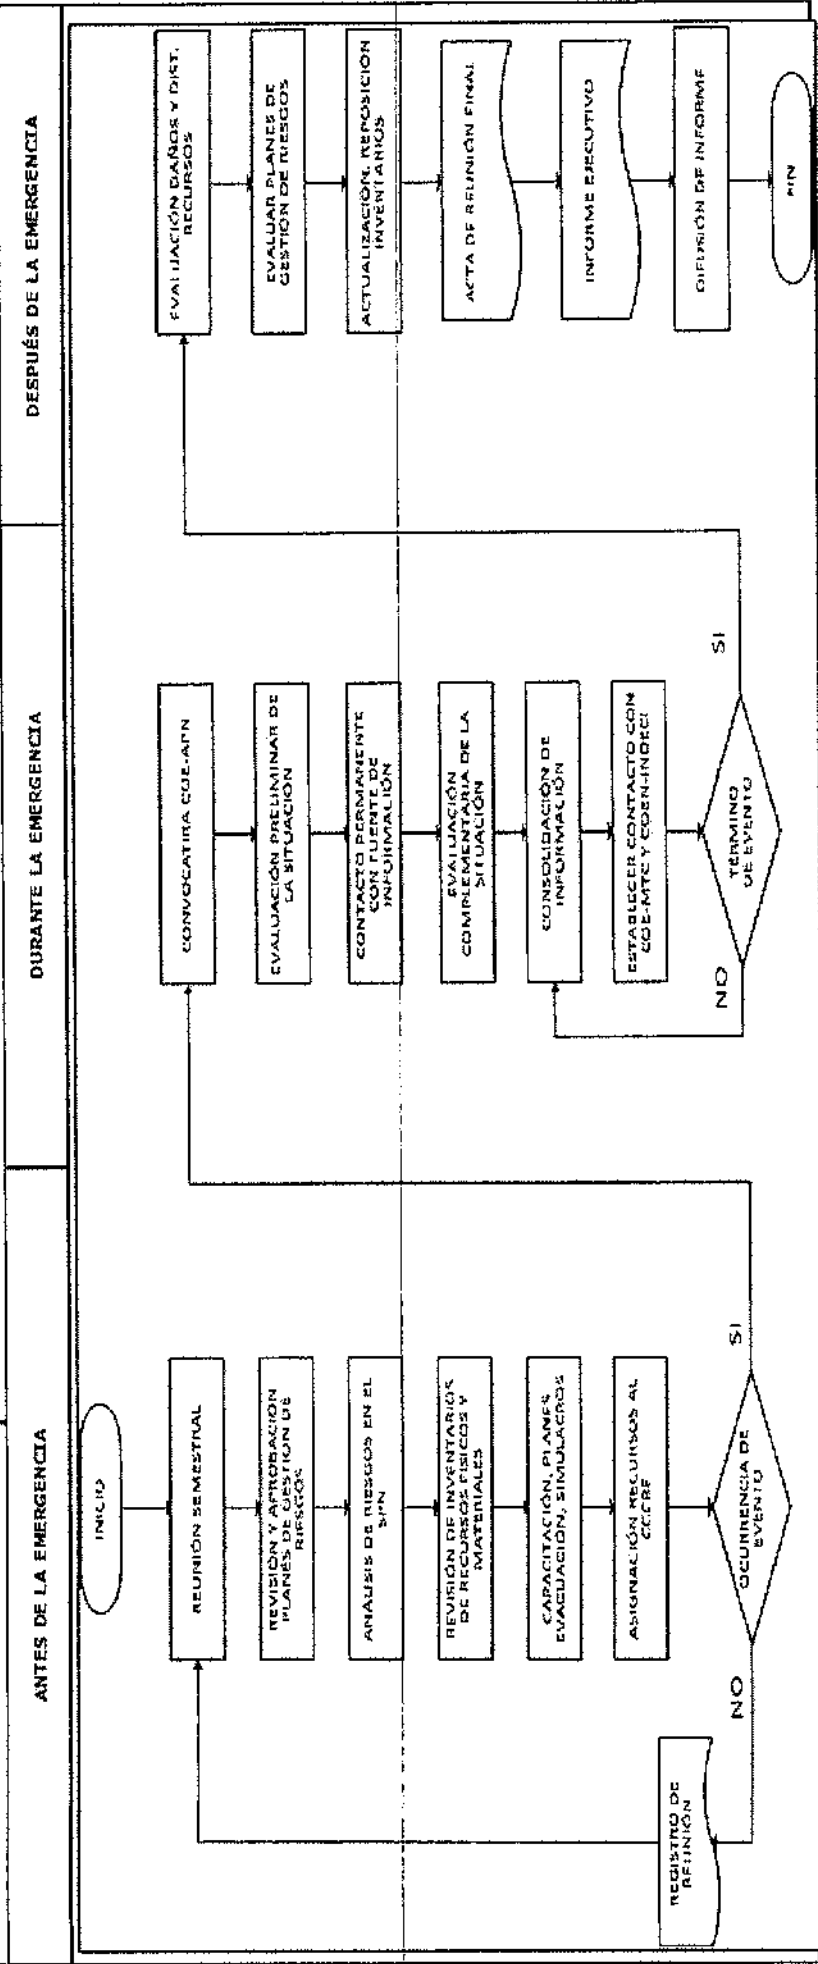 ANTES DE LA EMERGENCIA
INICIO
REUNIÓN SEMESTRAL
REVISIÓN Y APROBACIÓN
PLANES DE GESTIÓN DE
RIESGOS
ANÁLISIS DE RIESGOS EN EL
SPN
REVISIÓN DE INVENTARIOS
DE RECURSOS FÍSICOS Y
MATERIALES
CAPACITACIÓN, PLANES
EVACUACIÓN, SIMULACROS
ASIGNACIÓN RECURSOS AL
OCURRENCIA DE
EVENTO
NO
SI
REGISTRO DE
REUNIÓN
DURANTE LA EMERGENCIA
CONVOCATIRA COE-APN
EVALUACIÓN PRELIMINAR DE
LA SITUACIÓN
CONTACTO PERMANENTE
CON FUENTE DE
INFORMACIÓN
EVALUACIÓN
COMPLEMENTARIA DE LA
SITUACIÓN
CONSOLIDACIÓN DE
INFORMACIÓN
ESTABLECER CONTACTO CON
COE-MTC Y COEN-INDECI
TÉRMINO
DE EVENTO
NO
SI
DESPUÉS DE LA EMERGENCIA
EVALUACIÓN DAÑOS Y DIST.
RECURSOS
EVALUAR PLANES DE
GESTIÓN DE RIESGOS
ACTUALIZACIÓN, REPOSICIÓN
INVENTARIOS
ACTA DE REUNIÓN FINAL
INFORME EJECUTIVO
DIFUSIÓN DE INFORME
FIN